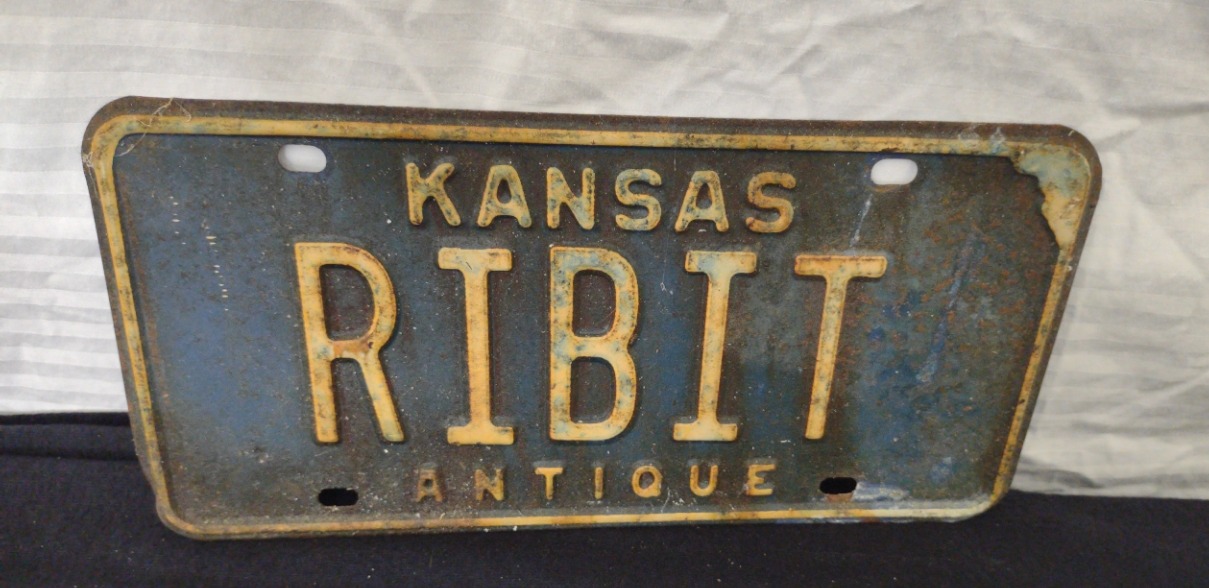 KANSAS
RIBIT
ANTIQUE